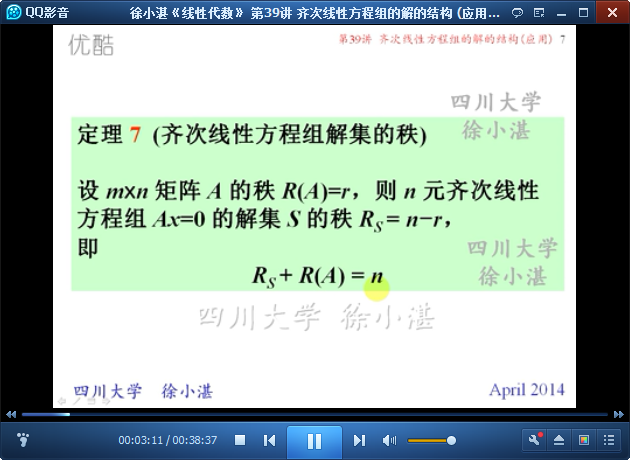 QQ影音
徐小湛《线性代数》 第39讲 齐次线性方程组的解的结构 (应用...
优酷
第39讲 齐次线性方程组的解的结构(应用) 7
四川大学
徐小湛
定理 7 (齐次线性方程组解集的秩)
设 m×n 矩阵 A 的秩 R(A)=r，则 n 元齐次线性
方程组 Ax=0 的解集 S 的秩 RS = n−r，
即
四川大学
徐小湛
RS + R(A) = n
四川大学 徐小湛
四川大学 徐小湛
April 2014
00:03:11 / 00:38:37